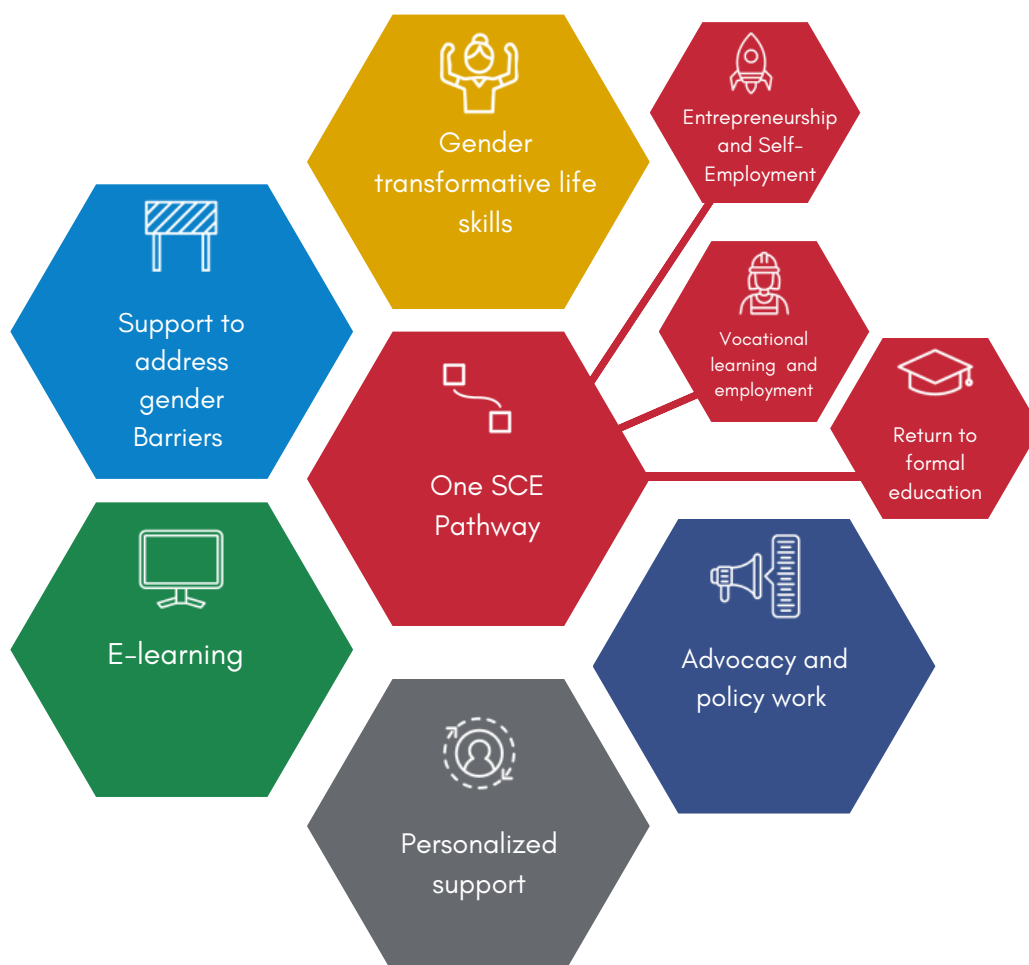 Gender
transformative life
skills
Entrepreneurship
and Self-
Employment
Support to
address
gender
Barriers
Vocational
learning and
employment
Return to
formal
education
One SCE
Pathway
E-learning
Advocacy and
policy work
Personalized
support